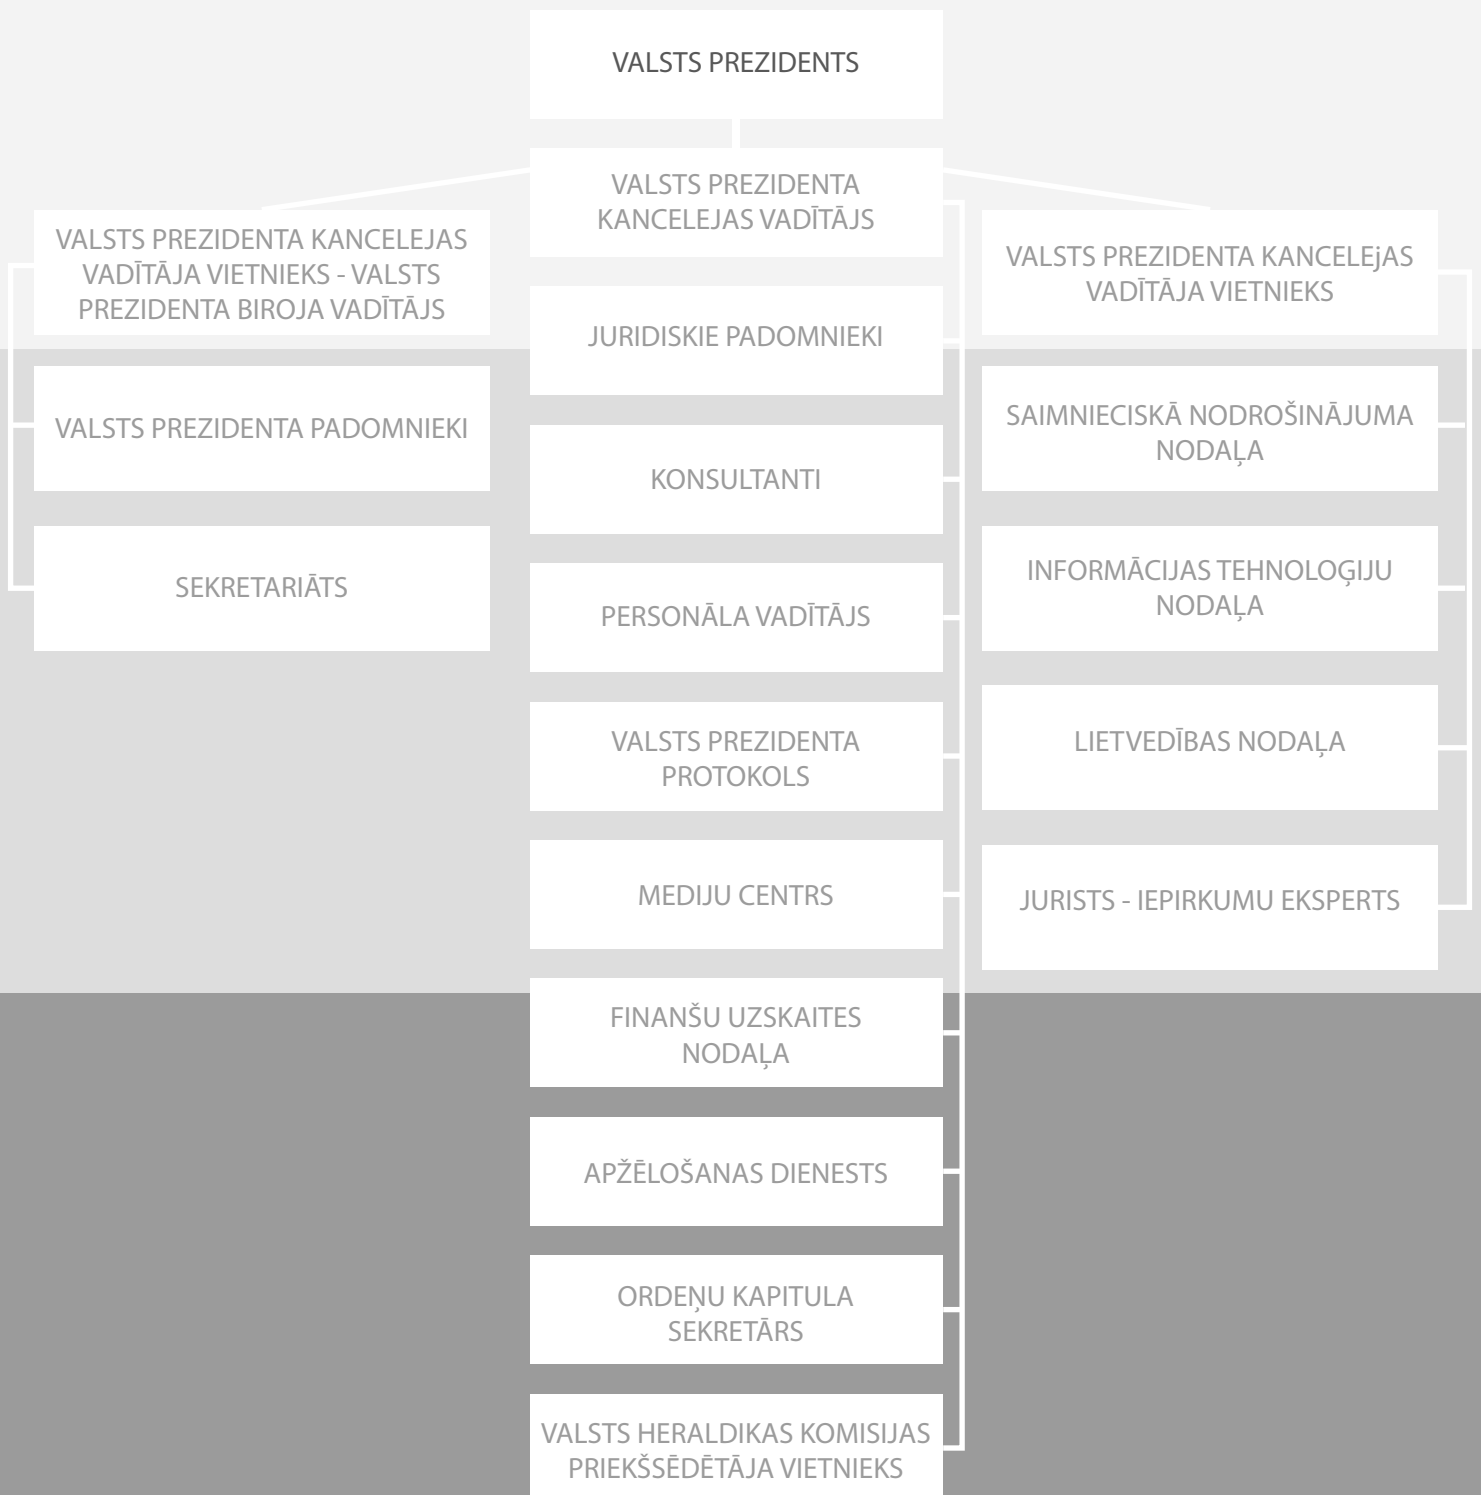 VALSTS PREZIDENTS
VALSTS PREZIDENTA
KANCELEJAS VADĪTĀJS
VALSTS PREZIDENTA KANCELEJAS
VADĪTĀJA VIETNIEKS - VALSTS
PREZIDENTA BIROJA VADĪTĀJS
VALSTS PREZIDENTA PADOMNIEKI
SEKRETARIĀTS
JURIDISKIE PADOMNIEKI
KONSULTANTI
PERSONĀLA VADĪTĀJS
VALSTS PREZIDENTA
PROTOKOLS
MEDIJU CENTRS
FINANŠU UZSKAITES
NODAĻA
APŽĒLOŠANAS DIENESTS
ORDEŅU KAPITULA
SEKRETĀRS
VALSTS HERALDIKAS KOMISIJAS
PRIEKŠSĒDĒTĀJA VIETNIEKS
VALSTS PREZIDENTA KANCELEjAS
VADĪTĀJA VIETNIEKS
SAIMNIECISKĀ NODROŠINĀJUMA
NODAĻA
INFORMĀCIJAS TEHNOLOĢIJU
NODAĻA
LIETVEDĪBAS NODAĻA
JURISTS - IEPIRKUMU EKSPERTS